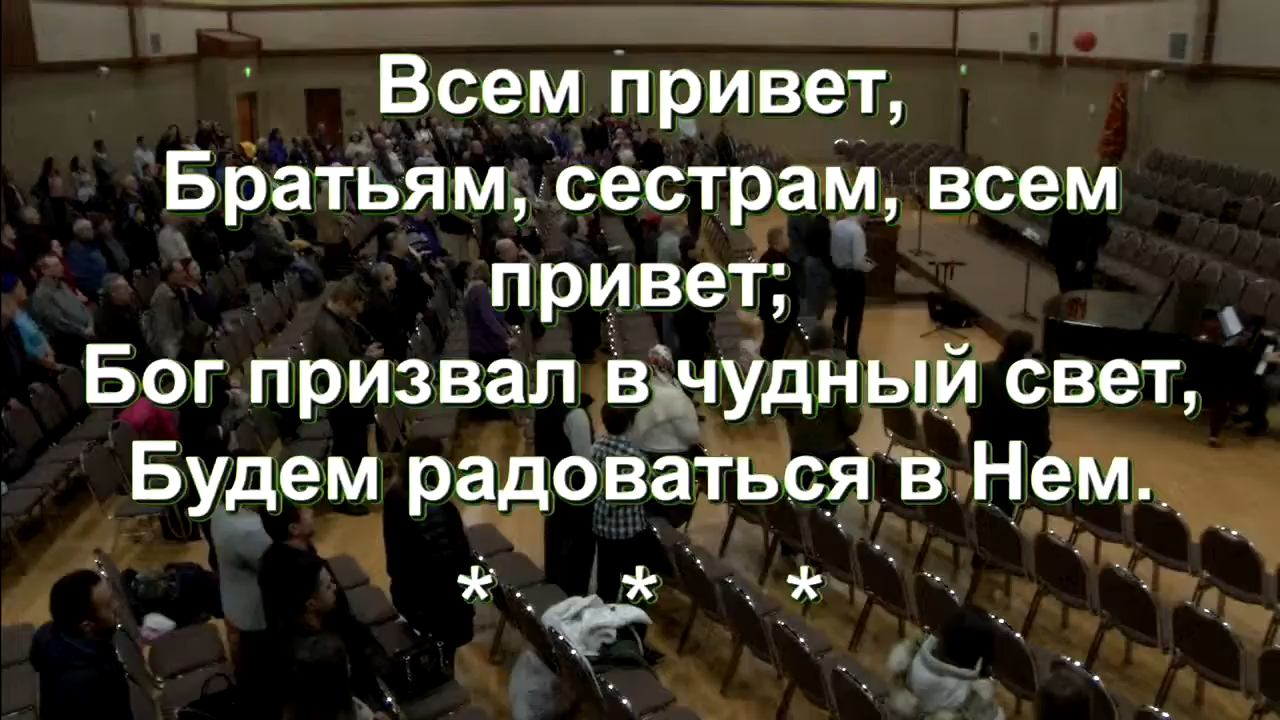 Всем привет,
Братьям, сестрам, всем
привет;
Бог призвал в чудный свет,
Будем радоваться в Нем.
* * *